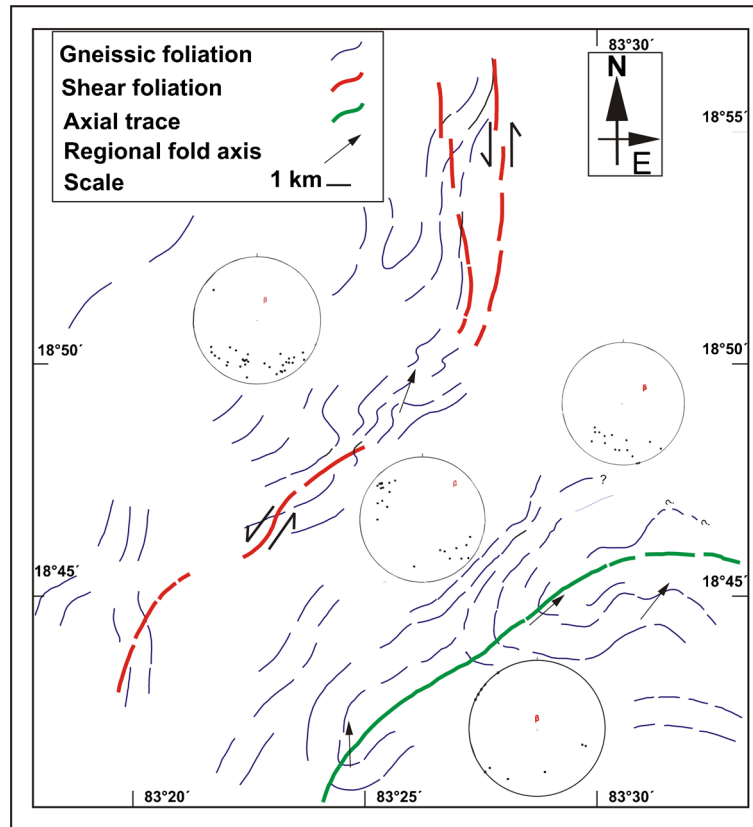 Gneissic foliation
Shear foliation
Axial trace
Regional fold axis
Scale 1 km
83°30´
N
E
18°55´
β
18°50´
18°50´
β
β
?
?
?
18°45´
18°45´
β
83°20´
83°25´
83°30´